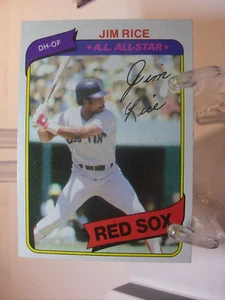 JIM RICE
DH-OF
★A.L. ALL-STAR★
Jim
Rice
RED SOX